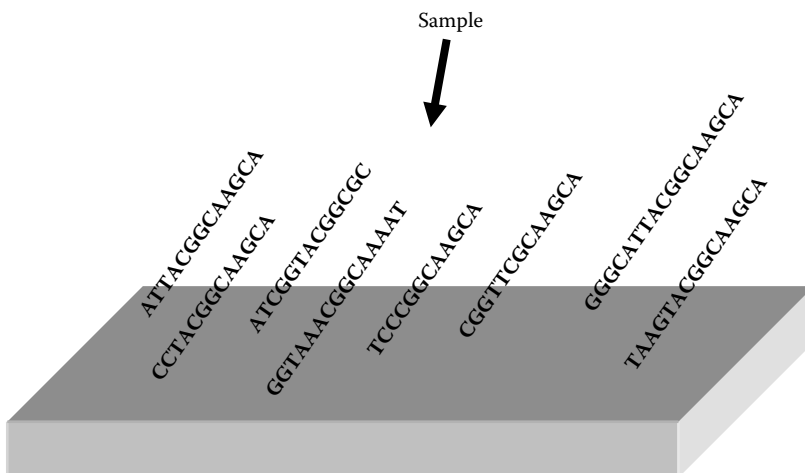 Sample
ATTACGGCAAGCA
CCTACGGCAAGCA
ATCGGTACGGCGC
GGTAAACGGCAAAAT
TCCCGGCAAGCA
CGGTTCGCAAGCA
GGGCATTACGGCAAGCA
TAAGTACGGCAAGCA